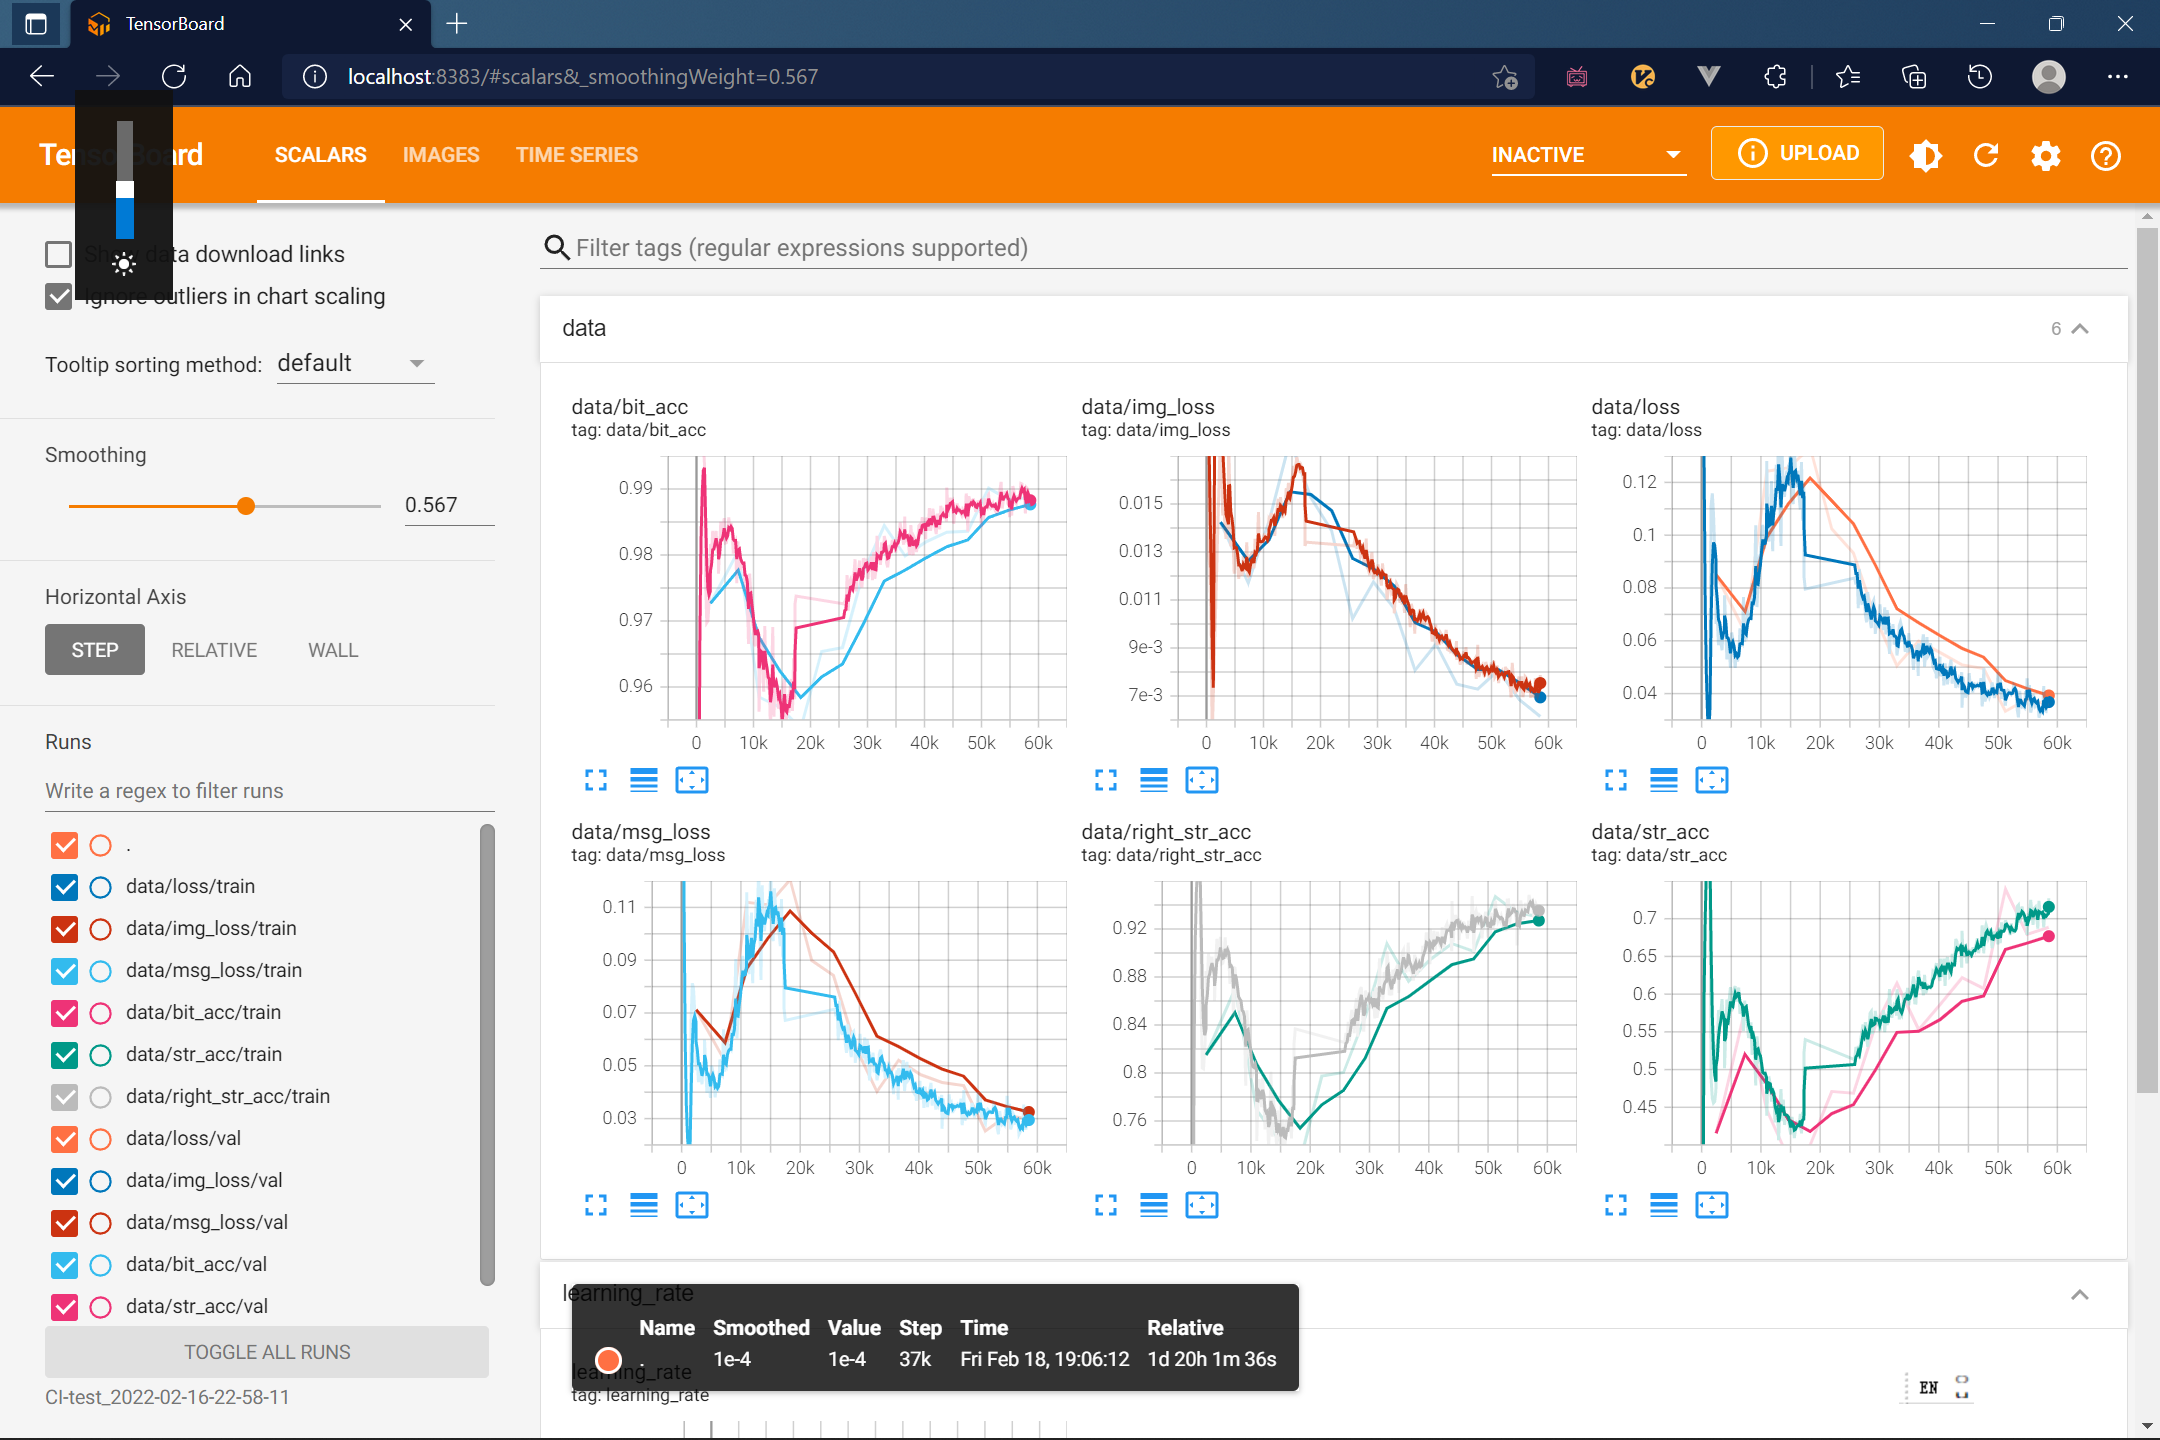 TensorBoard
localhost:8383/#scalars&_smoothingWeight=0.567
TensorBoard
SCALARS
IMAGES
TIME SERIES
INACTIVE
UPLOAD
Show data download links
Ignore outliers in chart scaling
Tooltip sorting method: default
Smoothing
0.567
Horizontal Axis
STEP
RELATIVE
WALL
Runs
Write a regex to filter runs
.
data/loss/train
data/img_loss/train
data/msg_loss/train
data/bit_acc/train
data/str_acc/train
data/right_str_acc/train
data/loss/val
data/img_loss/val
data/msg_loss/val
data/bit_acc/val
data/str_acc/val
TOGGLE ALL RUNS
CI-test_2022-02-16-22-58-11
Filter tags (regular expressions supported)
data
6
data/bit_acc
tag: data/bit_acc
0.99
0.98
0.97
0.96
0 10k 20k 30k 40k 50k 60k
data/img_loss
tag: data/img_loss
0.015
0.013
0.011
9e-3
7e-3
0 10k 20k 30k 40k 50k 60k
data/loss
tag: data/loss
0.12
0.1
0.08
0.06
0.04
0 10k 20k 30k 40k 50k 60k
data/msg_loss
tag: data/msg_loss
0.11
0.09
0.07
0.05
0.03
0 10k 20k 30k 40k 50k 60k
data/right_str_acc
tag: data/right_str_acc
0.92
0.88
0.84
0.8
0.76
0 10k 20k 30k 40k 50k 60k
data/str_acc
tag: data/str_acc
0.7
0.65
0.6
0.55
0.5
0.45
0 10k 20k 30k 40k 50k 60k
learning_rate
Name Smoothed Value Step Time Relative
. 1e-4 1e-4 37k Fri Feb 18, 19:06:12 1d 20h 1m 36s
learning_rate
tag: learning_rate
EN